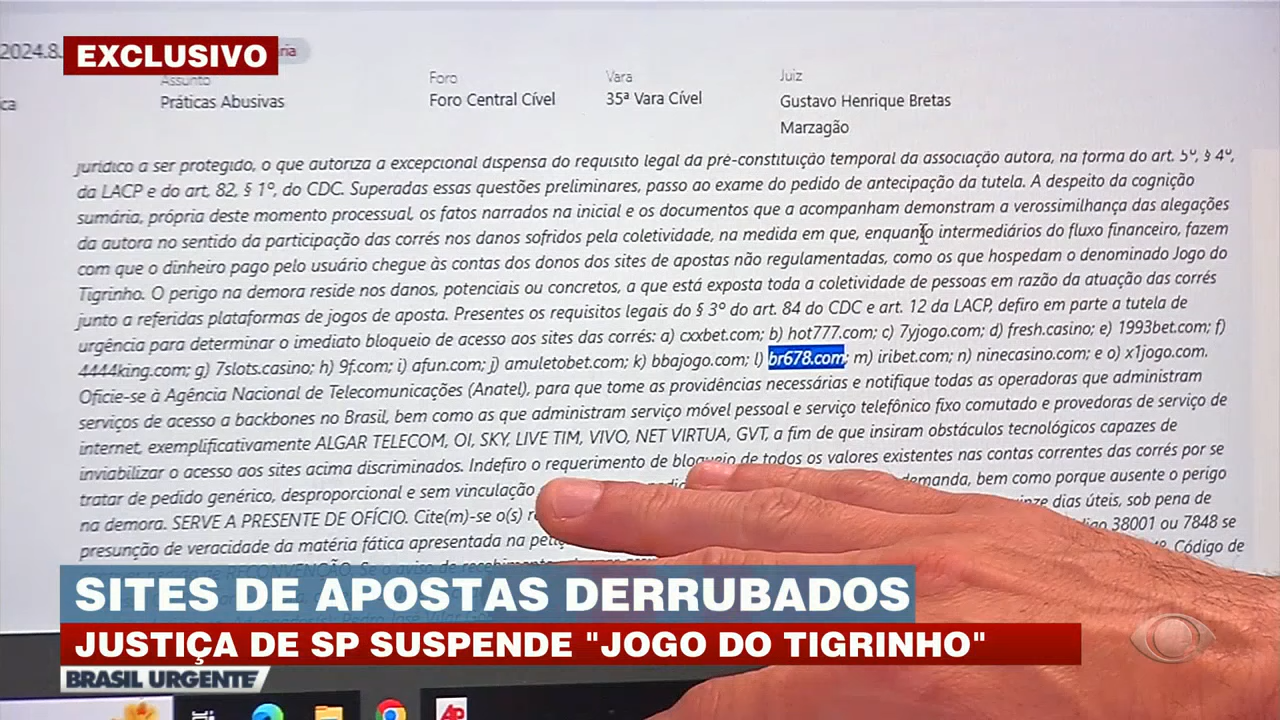 2024.8.
ria
EXCLUSIVO
Assunto
Foro
Vara
Juiz
ca
Práticas Abusivas
Foro Central Cível
35ª Vara Cível
Gustavo Henrique Bretas
Marzagão
jurídico a ser protegido, o que autoriza a excepcional dispensa do requisito legal da pré-constituição temporal da associação autora, na forma do art. 5º, § 4º,
da LACP e do art. 82, § 1º, do CDC. Superadas essas questões preliminares, passo ao exame do pedido de antecipação da tutela. A despeito da cognição
sumária, própria deste momento processual, os fatos narrados na inicial e os documentos que a acompanham demonstram a verossimilhança das alegações
da autora no sentido da participação das corrés nos danos sofridos pela coletividade, na medida em que, enquanto intermediários do fluxo financeiro, fazem
com que o dinheiro pago pelo usuário chegue às contas dos donos dos sites de apostas não regulamentadas, como os que hospedam o denominado Jogo do
Tigrinho. O perigo na demora reside nos danos, potenciais ou concretos, a que está exposta toda a coletividade de pessoas em razão da atuação das corrés
junto a referidas plataformas de jogos de aposta. Presentes os requisitos legais do § 3º do art. 84 do CDC e art. 12 da LACP, defiro em parte a tutela de
urgência para determinar o imediato bloqueio de acesso aos sites das corrés: a) cxxbet.com; b) hot777.com; c) 7yjogo.com; d) fresh.casino; e) 1993bet.com; f)
4444king.com; g) 7slots.casino; h) 9f.com; i) afun.com; j) amuletobet.com; k) bbajogo.com; l) br678.com; m) iribet.com; n) ninecasino.com; e o) x1jogo.com.
Oficie-se à Agência Nacional de Telecomunicações (Anatel), para que tome as providências necessárias e notifique todas as operadoras que administram
serviços de acesso a backbones no Brasil, bem como as que administram serviço móvel pessoal e serviço telefônico fixo comutado e provedoras de serviço de
internet, exemplificativamente ALGAR TELECOM, OI, SKY, LIVE TIM, VIVO, NET VIRTUA, GVT, a fim de que insiram obstáculos tecnológicos capazes de
inviabilizar o acesso aos sites acima discriminados. Indefiro o requerimento de bloqueio de todos os valores existentes nas contas correntes das corrés por se
tratar de pedido genérico, desproporcional e sem vinculação demanda, bem como porque ausente o perigo
na demora. SERVE A PRESENTE DE OFÍCIO. Cite(m)-se o(s) dias úteis, sob pena de
presunção de veracidade da matéria fática apresentada na 38001 ou 7848 se
Código de
RECONVENÇÃO. Se o aviso de recebimento
SITES DE APOSTAS DERRUBADOS
JUSTIÇA DE SP SUSPENDE "JOGO DO TIGRINHO"
BRASIL URGENTE